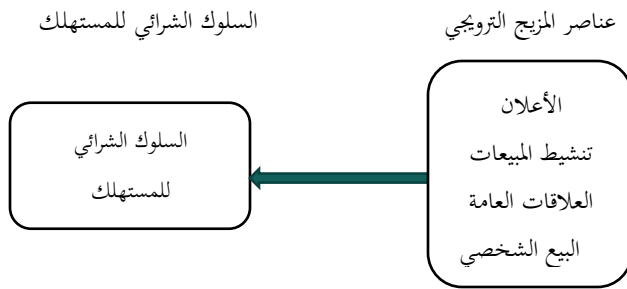 عناصر المزيج الترويجي
السلوك الشرائي للمستهلك
الأعلان
تنشيط المبيعات
العلاقات العامة
البيع الشخصي
السلوك الشرائي
للمستهلك